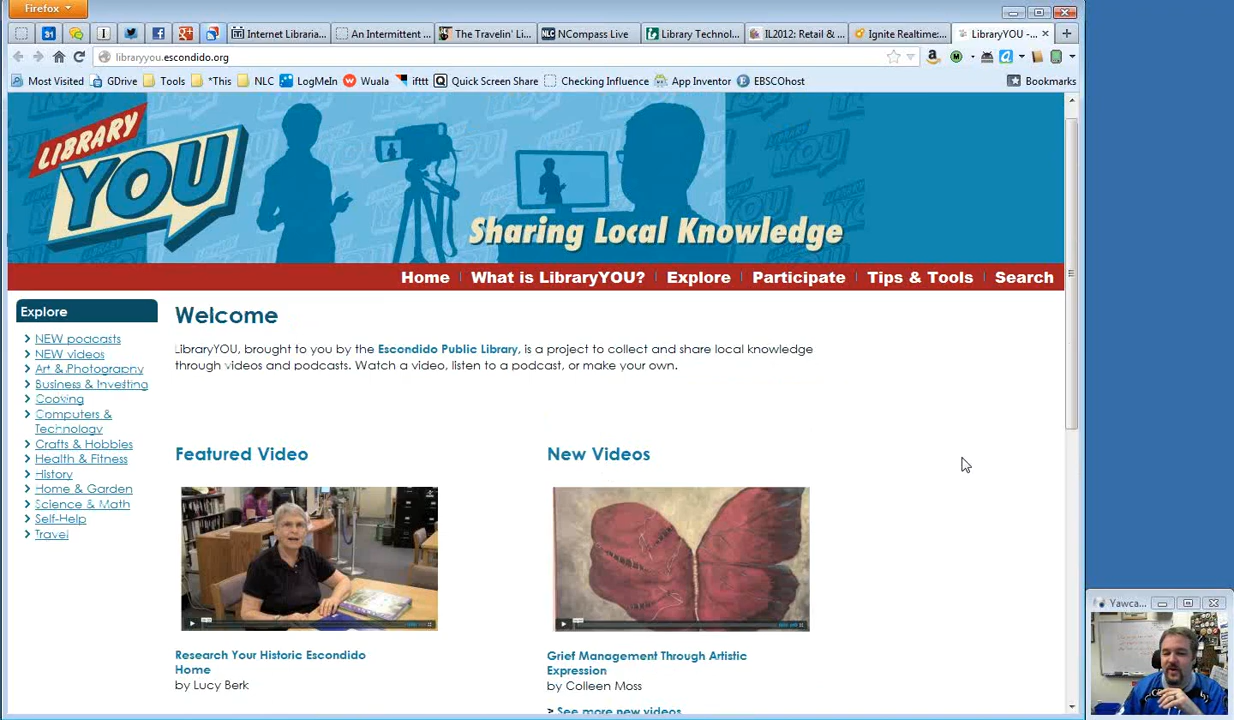 Firefox
31
Internet Libraria...
An Intermittent ...
The Travelin' Li...
NLC NCompass Live
Library Technol...
IL2012: Retail & ...
Ignite Realtime:...
LibraryYOU -...
libraryyou.escondido.org
Most Visited
GDrive
Tools
*This
NLC
LogMeIn
Wuala
ifttt
Quick Screen Share
Checking Influence
App Inventor
EBSCOhost
Bookmarks
LIBRARY
YOU
Sharing Local Knowledge
Home
What is LibraryYOU?
Explore
Participate
Tips & Tools
Search
Explore
NEW podcasts
NEW videos
Art & Photography
Business & Investing
Cooking
Computers &
Technology
Crafts & Hobbies
Health & Fitness
History
Home & Garden
Science & Math
Self-Help
Travel
Welcome
LibraryYOU, brought to you by the Escondido Public Library, is a project to collect and share local knowledge
through videos and podcasts. Watch a video, listen to a podcast, or make your own.
Featured Video
Research Your Historic Escondido
Home
by Lucy Berk
New Videos
Grief Management Through Artistic
Expression
by Colleen Moss
> See more new videos
Yawca...